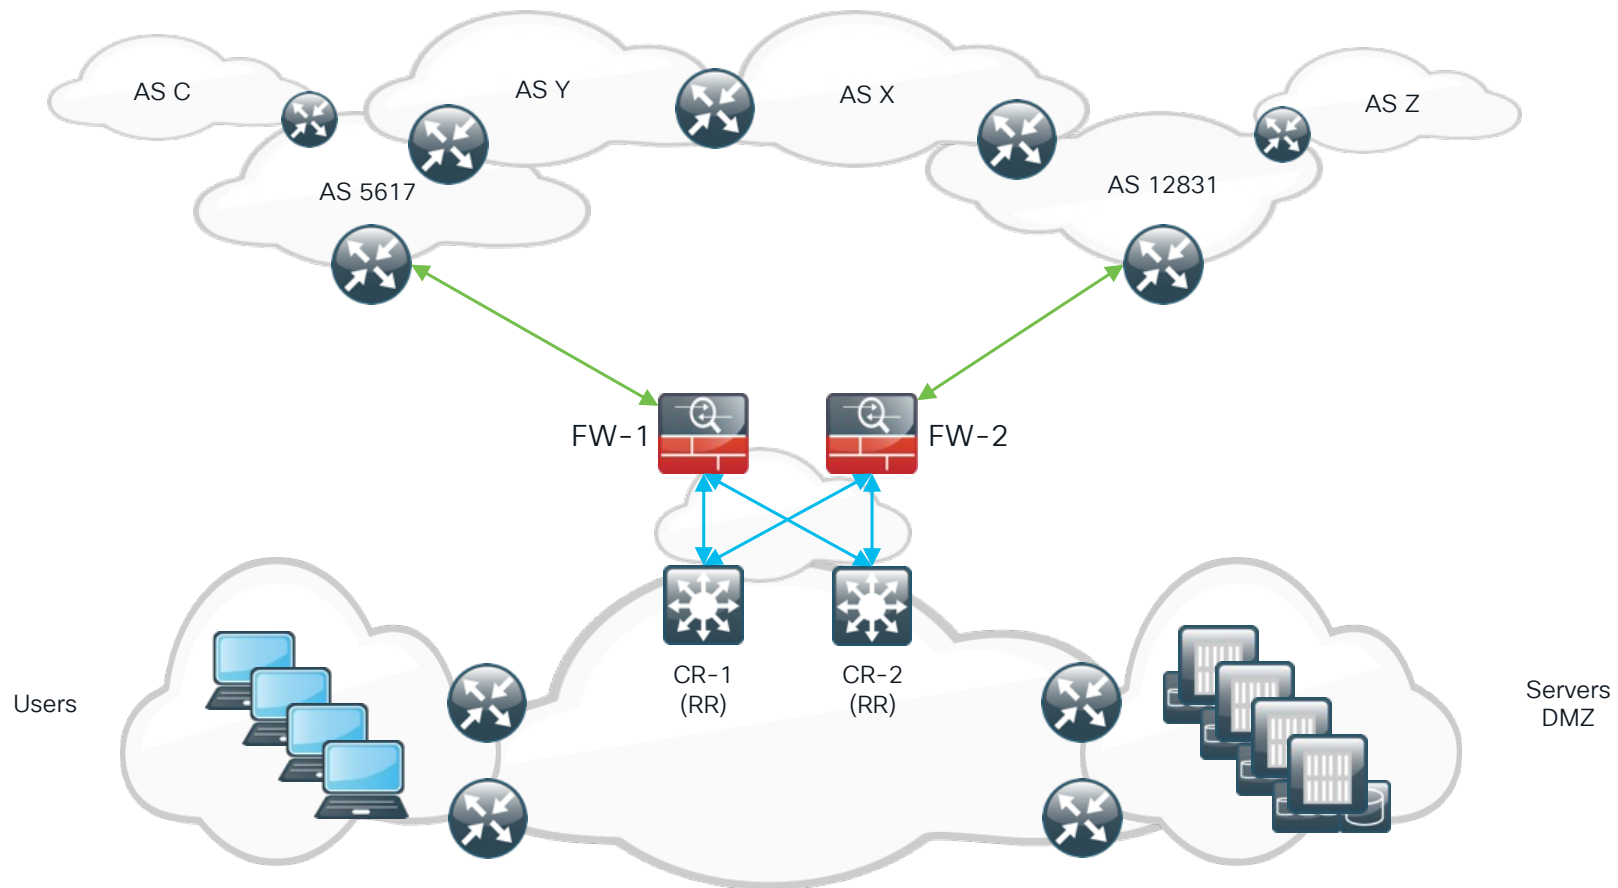 AS C
AS Y
AS X
AS Z
AS 5617
AS 12831
FW-1
FW-2
CR-1
(RR)
CR-2
(RR)
Users
Servers
DMZ